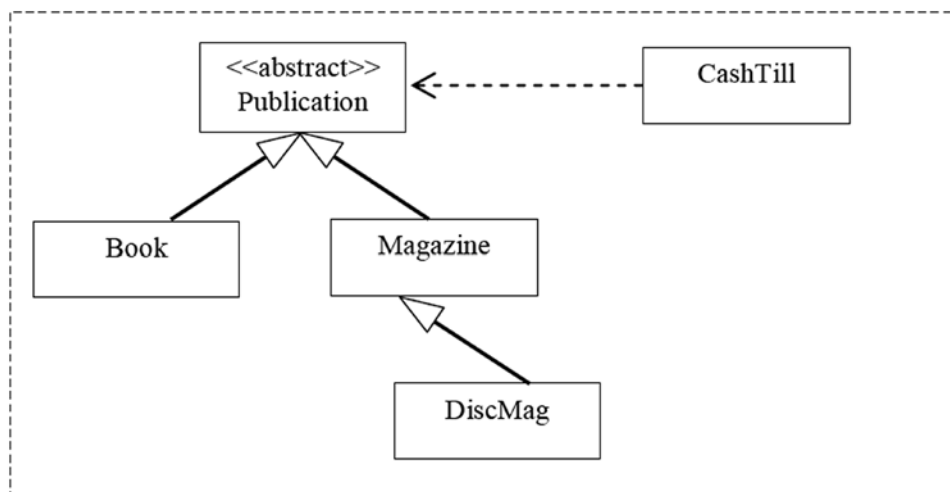 <<abstract>>
Publication
CashTill
Book
Magazine
DiscMag